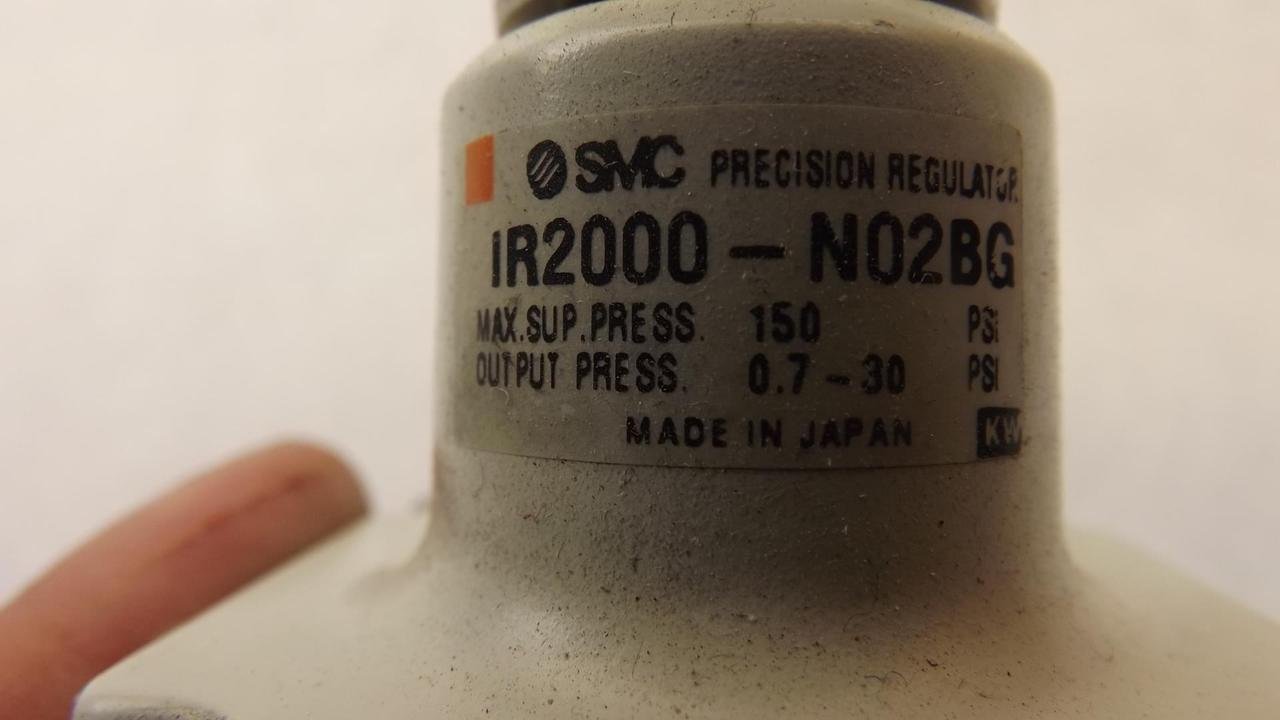 SMC PRECISION REGULATOR
IR2000-N02BG
MAX.SUP.PRESS. 150 PSI
OUTPUT PRESS. 0.7-30 PSI
MADE IN JAPAN KW